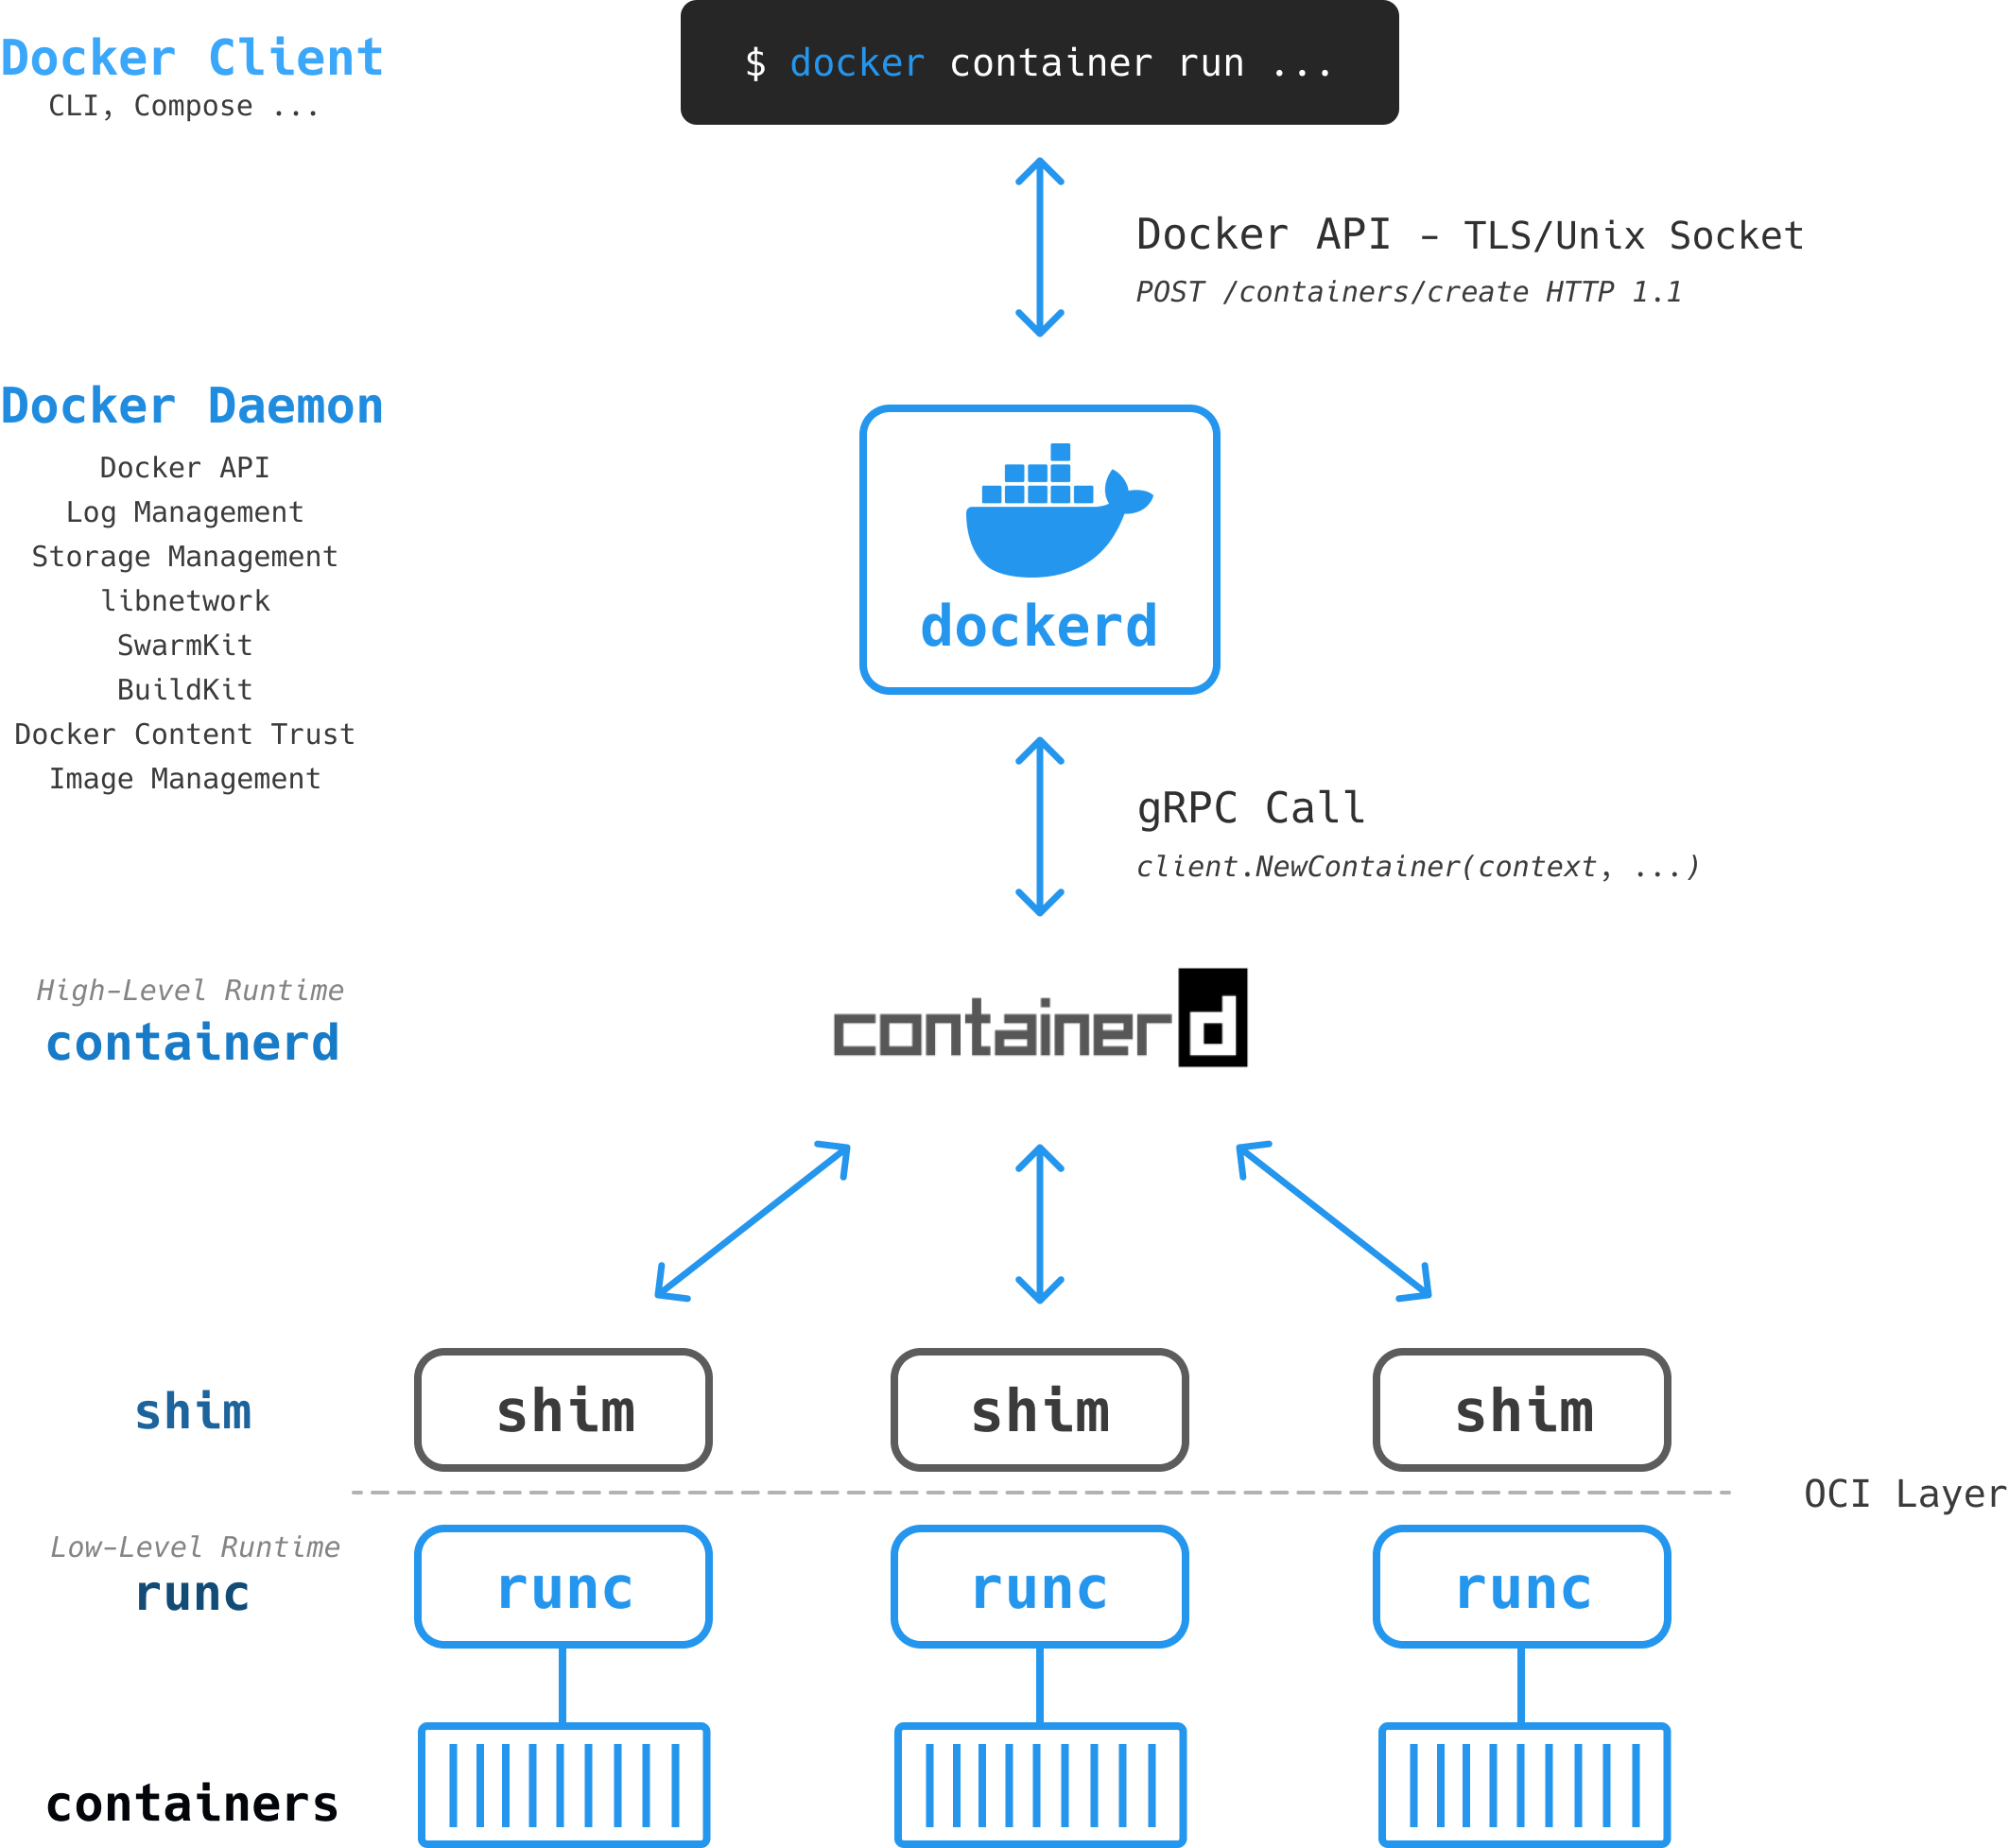 Docker Client
CLI, Compose ...
$ docker container run ...
Docker API - TLS/Unix Socket
POST /containers/create HTTP 1.1
Docker Daemon
Docker API
Log Management
Storage Management
libnetwork
SwarmKit
BuildKit
Docker Content Trust
Image Management
dockerd
gRPC Call
client.NewContainer(context, ...)
High-Level Runtime
containerd
containerd
shim
shim
shim
shim
OCI Layer
Low-Level Runtime
runc
runc
runc
runc
containers